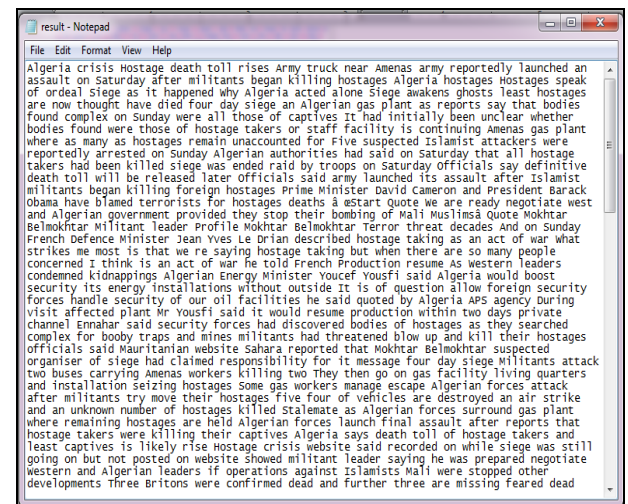 result - Notepad
File Edit Format View Help
Algeria crisis Hostage death toll rises Army truck near Amenas army reportedly launched an
assault on Saturday after militants began killing hostages Algeria hostages Hostages speak
of ordeal Siege as it happened Why Algeria acted alone Siege awakens ghosts least hostages
are now thought have died four day siege an Algerian gas plant as reports say that bodies
found complex on Sunday were all those of captives It had initially been unclear whether
bodies found were those of hostage takers or staff facility is continuing Amenas gas plant
where as many as hostages remain unaccounted for Five suspected Islamist attackers were
reportedly arrested on Sunday Algerian authorities had said on Saturday that all hostage
takers had been killed siege was ended raid by troops on Saturday Officials say definitive
death toll will be released later Officials said army launched its assault after Islamist
militants began killing foreign hostages Prime Minister David Cameron and President Barack
Obama have blamed terrorists for hostages deaths â œStart Quote We are ready negotiate west
and Algerian government provided they stop their bombing of Mali Muslimsâ Quote Mokhtar
Belmokhtar Militant leader Profile Mokhtar Belmokhtar Terror threat decades And on Sunday
French Defence Minister Jean Yves Le Drian described hostage taking as an act of war what
strikes me most is that we re saying hostage taking but when there are so many people
concerned I think is an act of war he told French Production resume As Western leaders
condemned kidnappings Algerian Energy Minister Youcef Yousfi said Algeria would boost
security its energy installations without outside It is of question allow foreign security
forces handle security of our oil facilities he said quoted by Algeria APS agency During
visit affected plant Mr Yousfi said it would resume production within two days private
channel Ennahar said security forces had discovered bodies of hostages as they searched
complex for booby traps and mines militants had threatened blow up and kill their hostages
officials said Mauritanian website Sahara reported that Mokhtar Belmokhtar suspected
organiser of siege had claimed responsibility for it message four day siege Militants attack
two buses carrying Amenas workers killing two They then go on gas facility living quarters
and installation seizing hostages Some gas workers manage escape Algerian forces attack
after militants try move their hostages five four of vehicles are destroyed an air strike
and an unknown number of hostages killed Stalemate as Algerian forces surround gas plant
where remaining hostages are held Algerian forces launch final assault after reports that
hostage takers were killing their captives Algeria says death toll of hostage takers and
least captives is likely rise Hostage crisis website said recorded on while siege was still
going on but not posted on website showed militant leader saying he was prepared negotiate
Western and Algerian leaders if operations against Islamists Mali were stopped other
developments Three Britons were confirmed dead and further three are missing feared dead